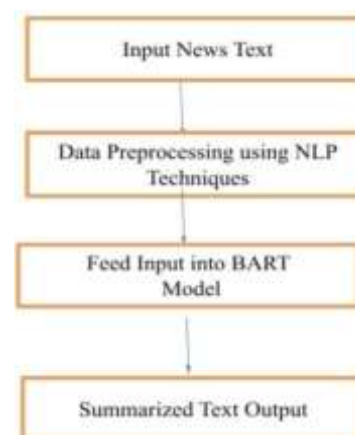 Input News Text
Data Preprocessing using NLP
Techniques
Feed Input into BART
Model
Summarized Text Output